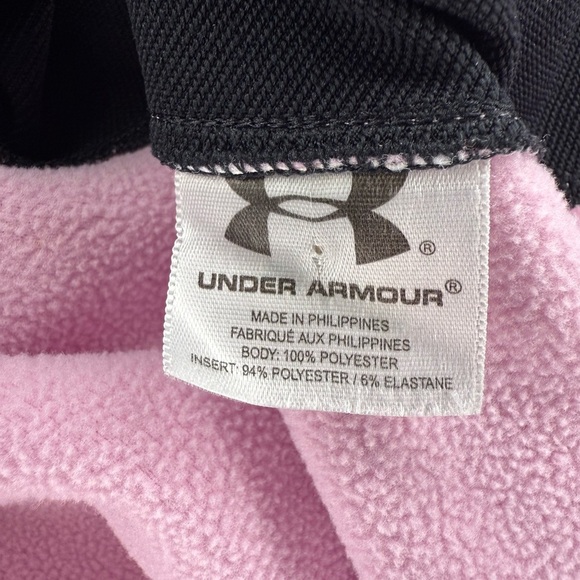 ®
UNDER ARMOUR®
MADE IN PHILIPPINES
FABRIQUÉ AUX PHILIPPINES
BODY: 100% POLYESTER
INSERT: 94% POLYESTER / 6% ELASTANE